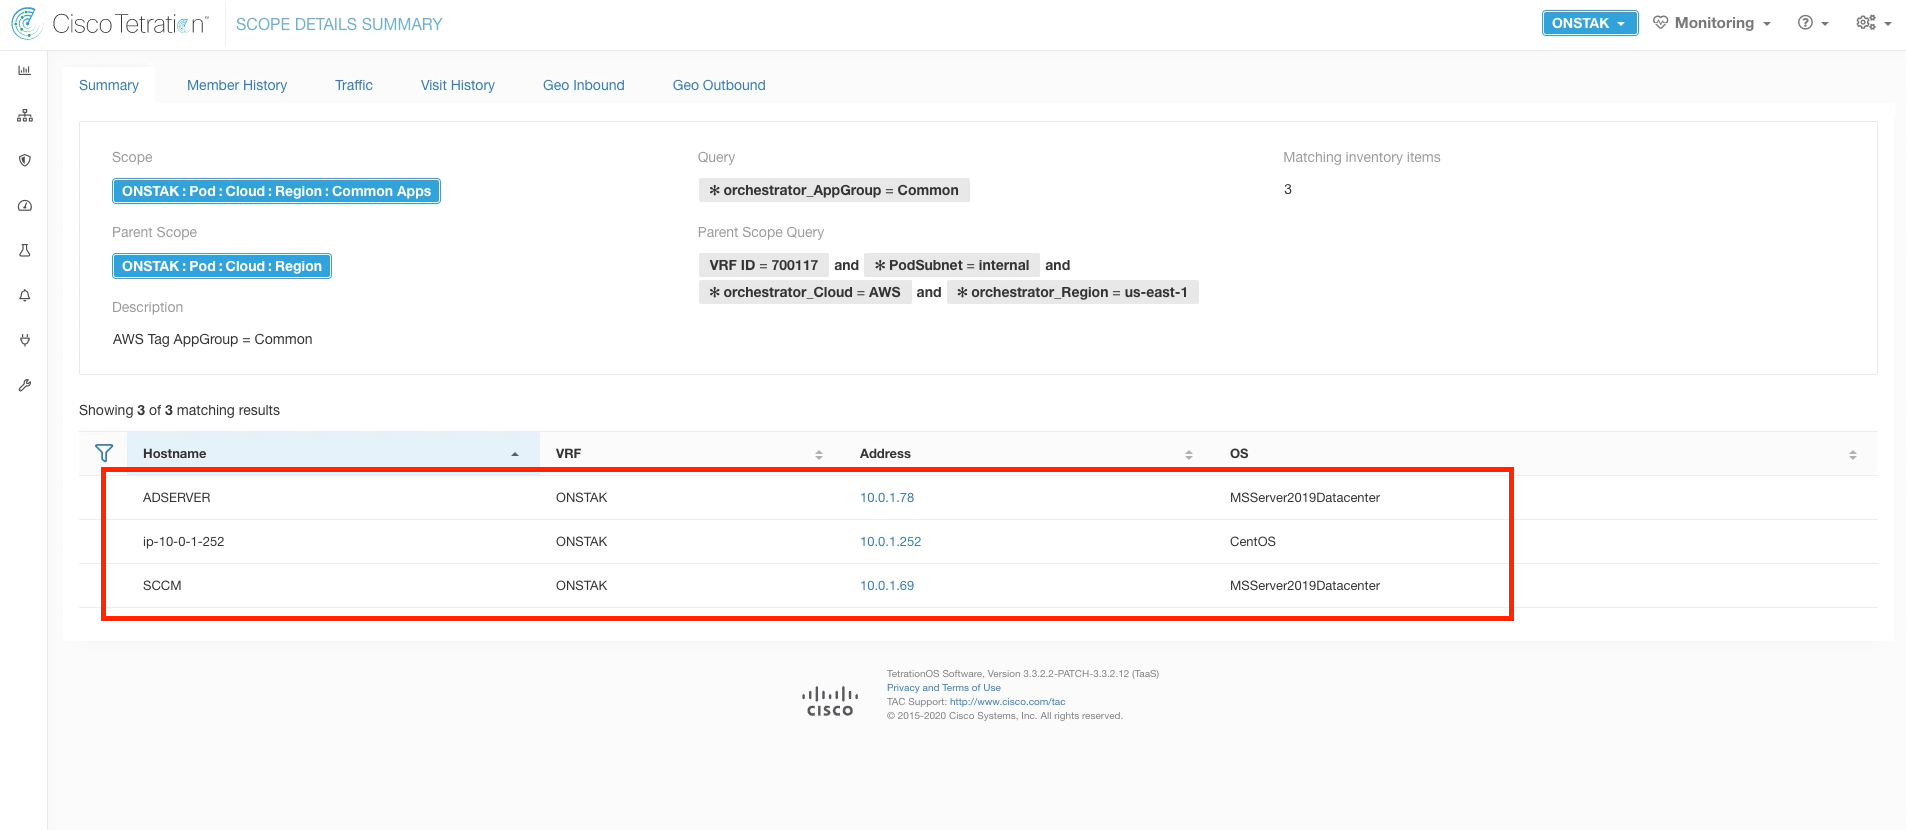 Cisco Tetration™ SCOPE DETAILS SUMMARY ONSTAK Monitoring
Summary Member History Traffic Visit History Geo Inbound Geo Outbound
Scope Query Matching inventory items
ONSTAK : Pod : Cloud : Region : Common Apps ✻ orchestrator_AppGroup = Common 3
Parent Scope Parent Scope Query
ONSTAK : Pod : Cloud : Region VRF ID = 700117 and ✻ PodSubnet = internal and
✻ orchestrator_Cloud = AWS and ✻ orchestrator_Region = us-east-1
Description
AWS Tag AppGroup = Common
Showing 3 of 3 matching results
Hostname VRF Address OS
ADSERVER ONSTAK 10.0.1.78 MSServer2019Datacenter
ip-10-0-1-252 ONSTAK 10.0.1.252 CentOS
SCCM ONSTAK 10.0.1.69 MSServer2019Datacenter
TetrationOS Software, Version 3.3.2.2-PATCH-3.3.2.12 (TaaS)
Privacy and Terms of Use
TAC Support: http://www.cisco.com/tac
CISCO © 2015-2020 Cisco Systems, Inc. All rights reserved.